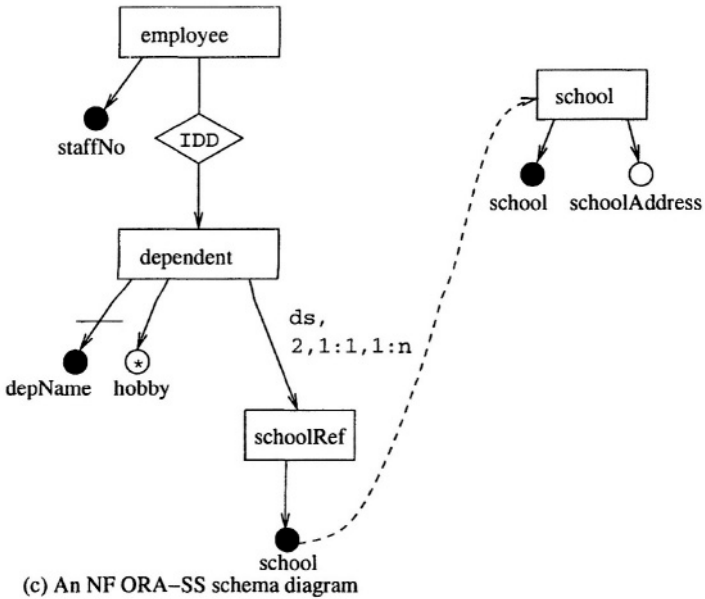 employee
school
IDD
staffNo
school schoolAddress
dependent
ds,
2,1:1,1:n
*
depName hobby
schoolRef
school
(c) An NF ORA–SS schema diagram